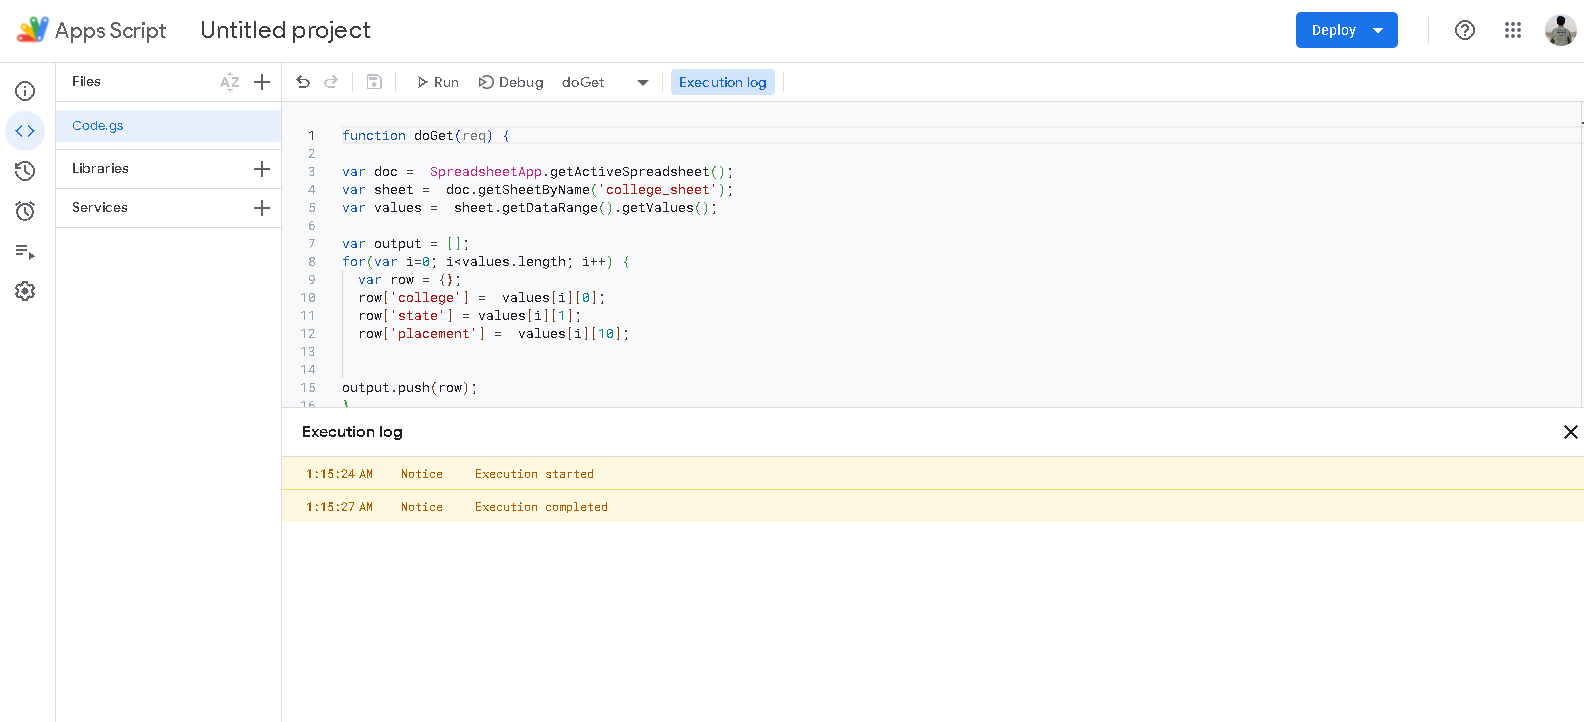 Apps Script Untitled project Deploy
Files AZ
Run Debug doGet Execution log
Code.gs
Libraries
Services
1 function doGet(req) {
2
3 var doc =  SpreadsheetApp.getActiveSpreadsheet();
4 var sheet =  doc.getSheetByName('college_sheet');
5 var values =  sheet.getDataRange().getValues();
6
7 var output = [];
8 for(var i=0; i<values.length; i++) {
9   var row = {};
10   row['college'] =  values[i][0];
11   row['state'] = values[i][1];
12   row['placement'] =  values[i][10];
13
14
15 output.push(row);
16 }
Execution log
1:15:24 AM Notice Execution started
1:15:27 AM Notice Execution completed